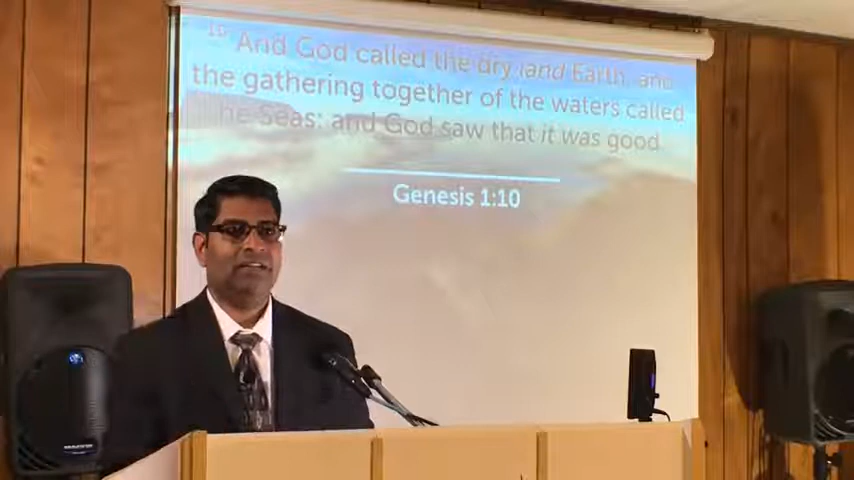 10 And God called the dry land Earth, and
the gathering together of the waters called
he Seas: and God saw that it was good.
Genesis 1:10